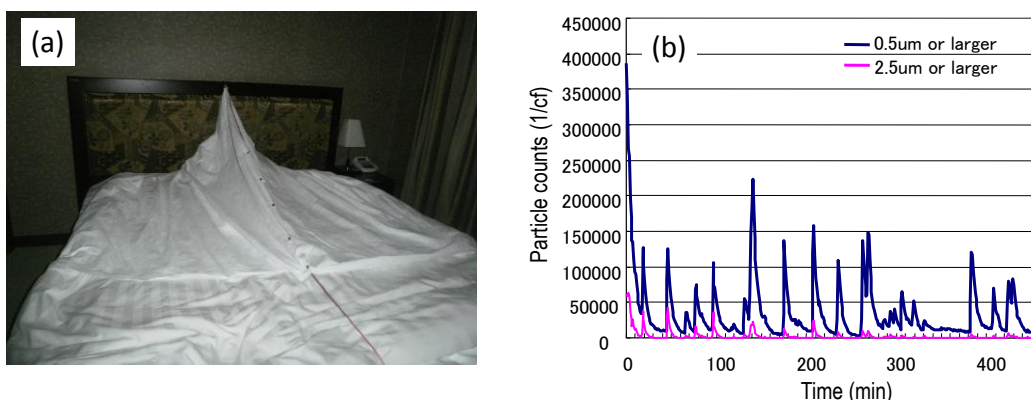 (a)
(b)
450000
400000
350000
300000
250000
200000
150000
100000
50000
0
Particle counts (1/cf)
0.5um or larger
2.5um or larger
0
100
200
300
400
Time (min)